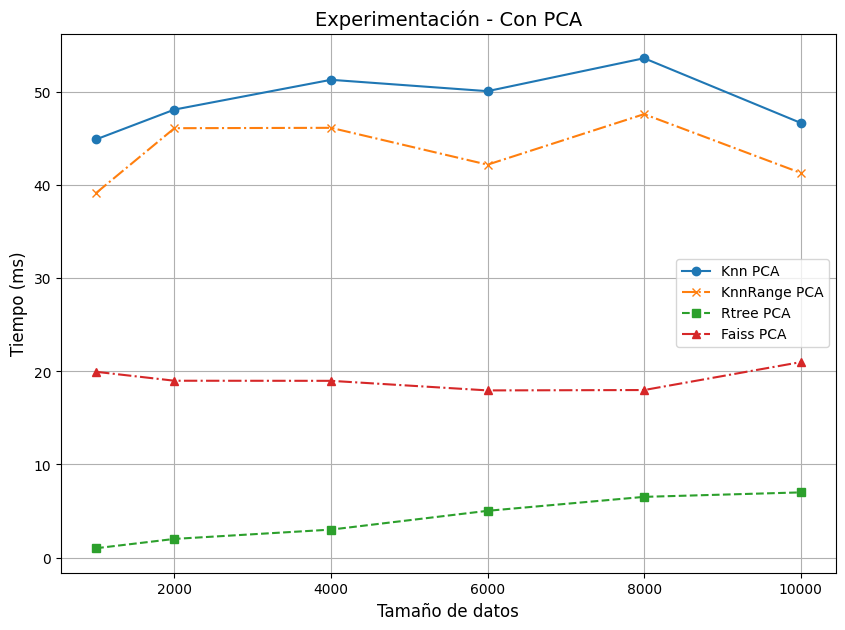 Experimentación - Con PCA
Tiempo (ms)
50
40
30
20
10
0
Knn PCA
KnnRange PCA
Rtree PCA
Faiss PCA
2000 4000 6000 8000 10000
Tamaño de datos